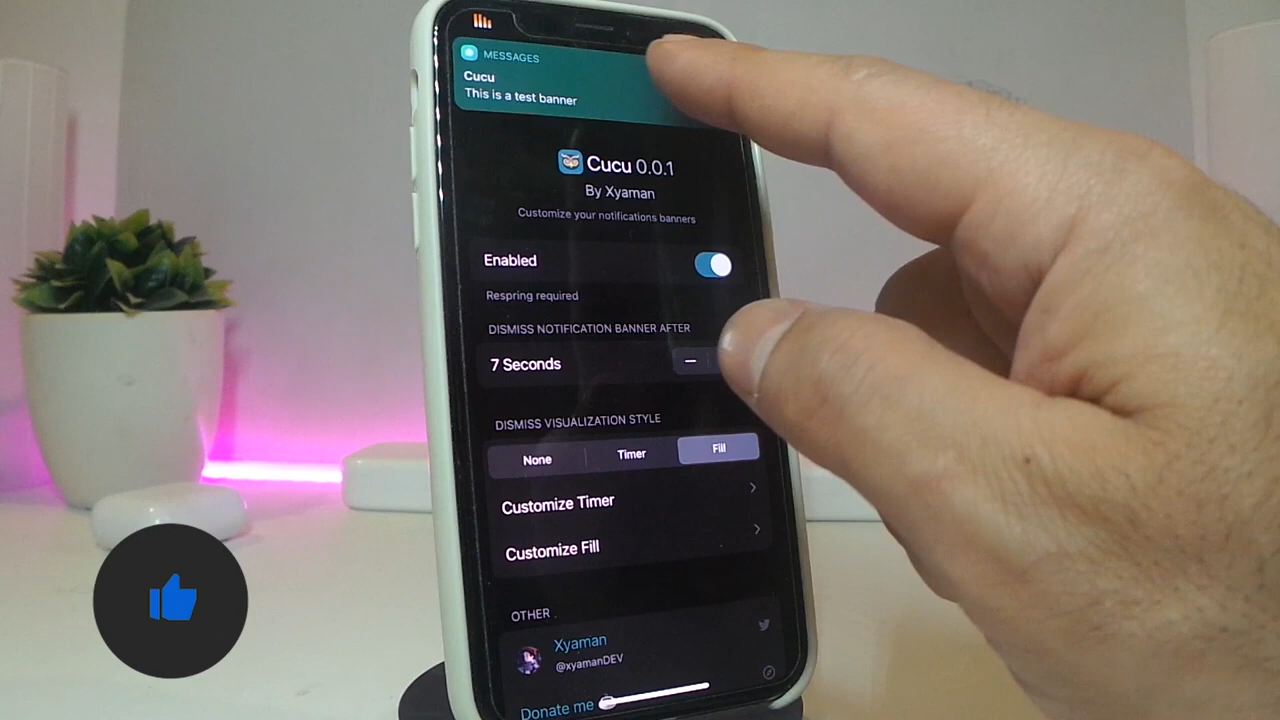 MESSAGES
Cucu
This is a test banner
Cucu 0.0.1
By Xyaman
Customize your notifications banners
Enabled
Respring required
DISMISS NOTIFICATION BANNER AFTER
7 Seconds
DISMISS VISUALIZATION STYLE
None Timer Fill
Customize Timer
Customize Fill
OTHER
Xyaman
@xyamanDEV
Donate me